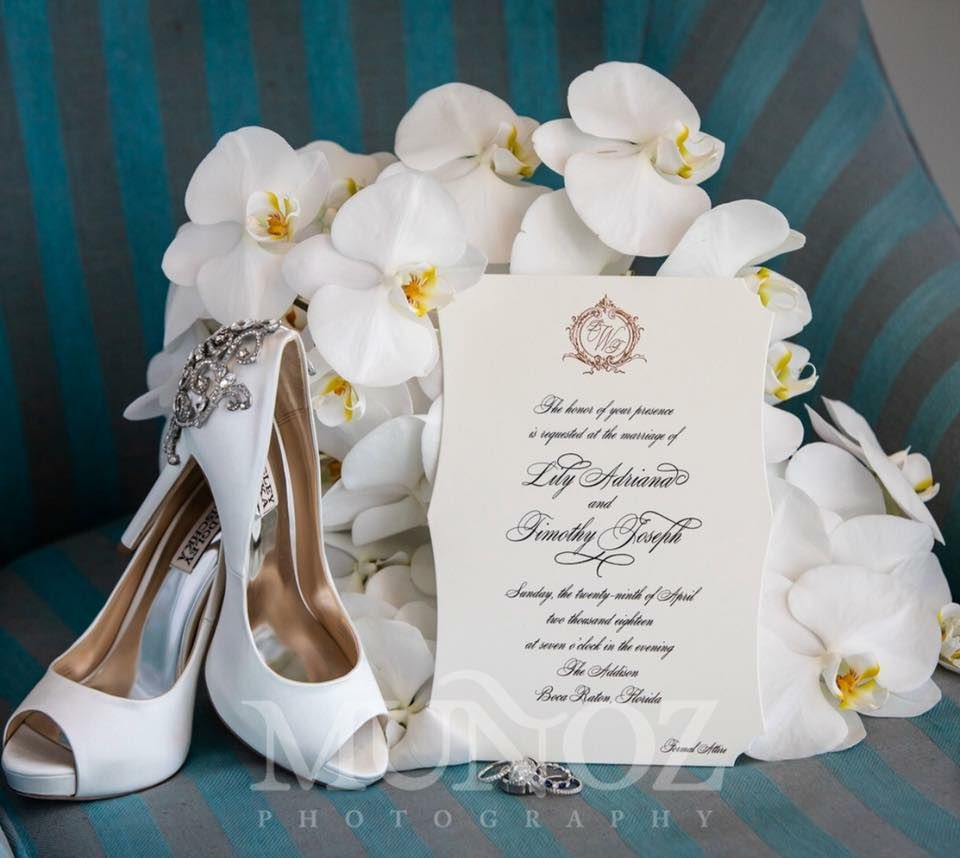 The honor of your presence
is requested at the marriage of
Lily Adriana
and
Timothy Joseph
Sunday, the twenty-ninth of April
two thousand eighteen
at seven o'clock in the evening
The Addison
Boca Raton, Florida
Formal Attire
MUÑOZ
PHOTOGRAPHY